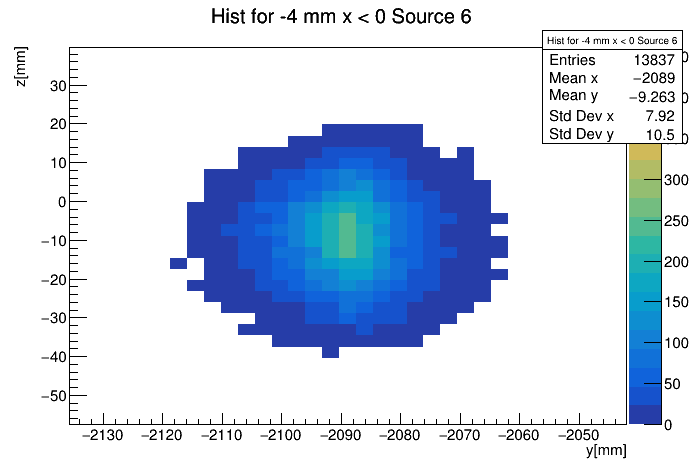 Hist for -4 mm x < 0 Source 6
Hist for -4 mm x < 0 Source 6
Entries 13837
Mean x −2089
Mean y −9.263
Std Dev x 7.92
Std Dev y 10.5
z[mm]
30
20
10
0
−10
−20
−30
−40
−50
−2130 −2120 −2110 −2100 −2090 −2080 −2070 −2060 −2050
y[mm]
300
250
200
150
100
50
0